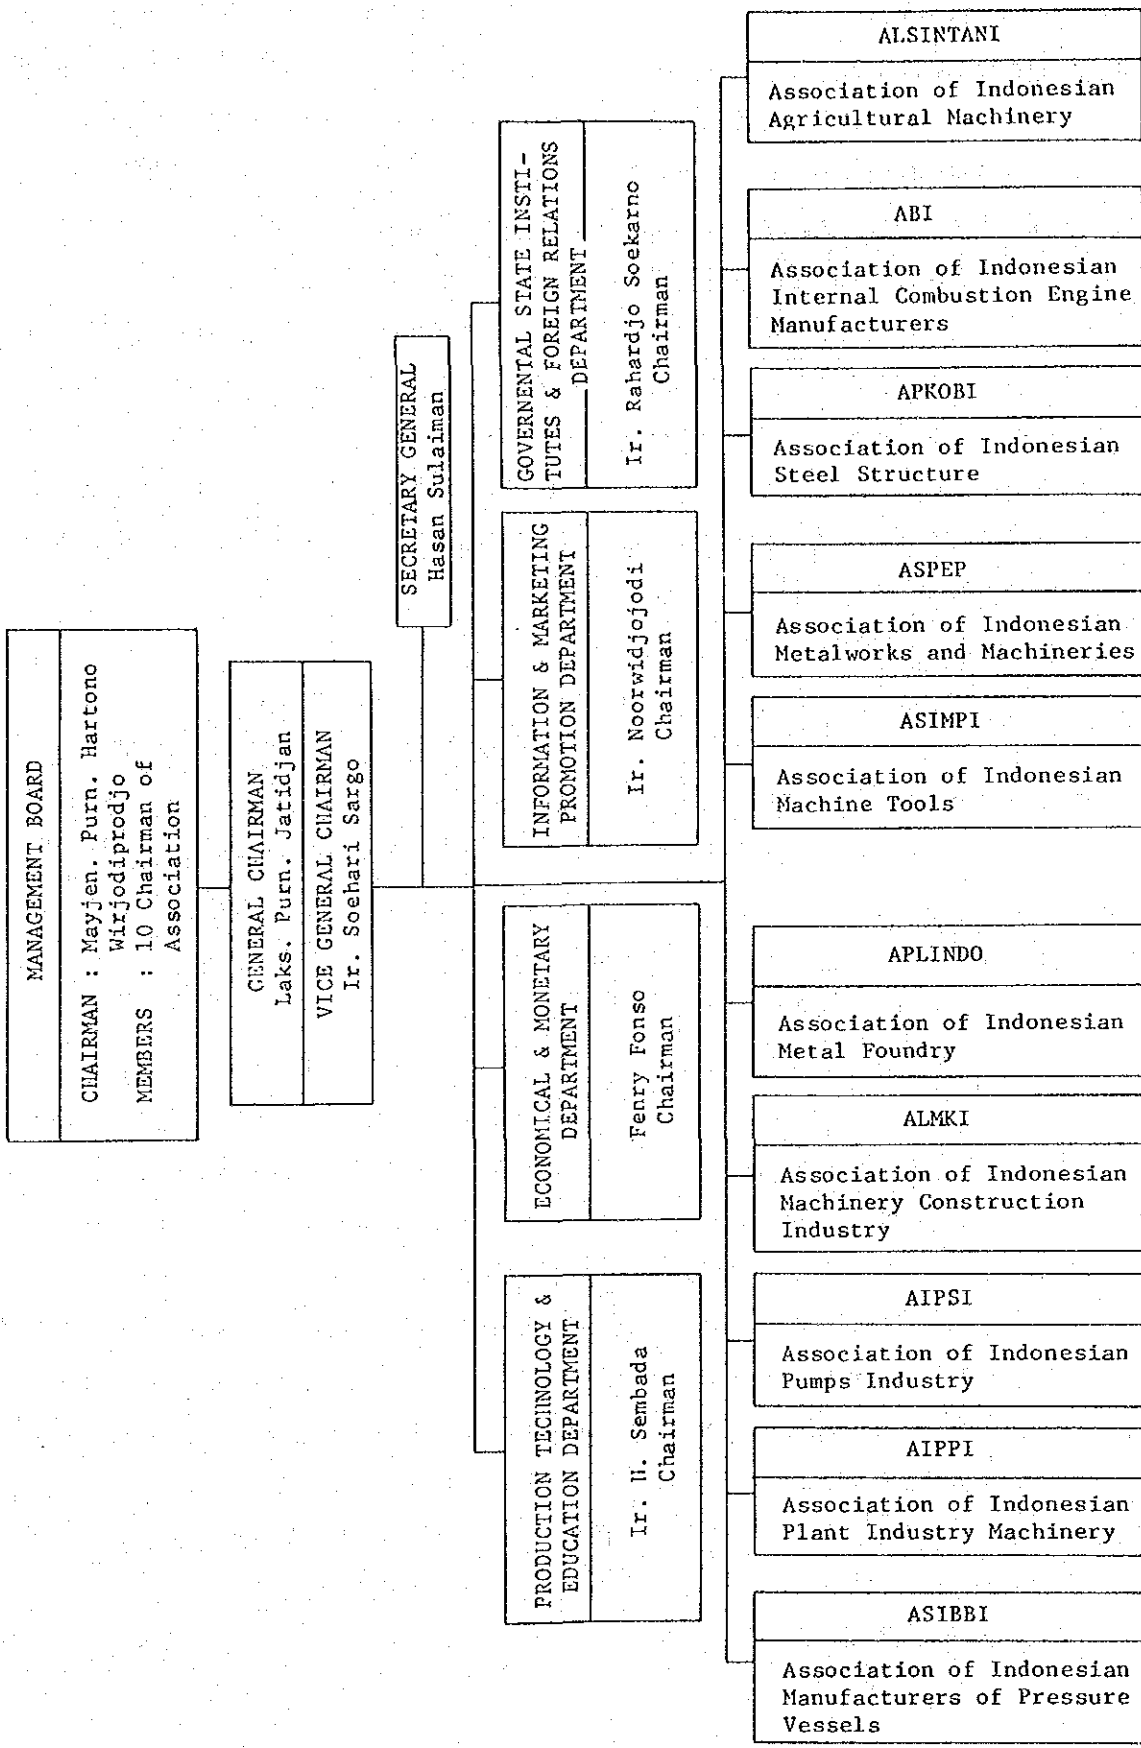 MANAGEMENT BOARD
CHAIRMAN : Mayjen. Purn. Hartono
Wirjodiprodjo
MEMBERS : 10 Chairman of
Association
GENERAL CHAIRMAN
Laks. Purn. Jatidjan
VICE GENERAL CHAIRMAN
Ir. Soehari Sargo
SECRETARY GENERAL
Hasan Sulaiman
PRODUCTION TECHNOLOGY &
EDUCATION DEPARTMENT
Ir. H. Sembada
Chairman
ECONOMICAL & MONETARY
DEPARTMENT
Fenry Fonso
Chairman
INFORMATION & MARKETING
PROMOTION DEPARTMENT
Ir. Noorwidjojodi
Chairman
GOVERNENTAL STATE INSTI-
TUTES & FOREIGN RELATIONS
DEPARTMENT
Ir. Rahardjo Soekarno
Chairman
ALSINTANI
Association of Indonesian
Agricultural Machinery
ABI
Association of Indonesian
Internal Combustion Engine
Manufacturers
APKOBI
Association of Indonesian
Steel Structure
ASPEP
Association of Indonesian
Metalworks and Machineries
ASIMPI
Association of Indonesian
Machine Tools
APLINDO
Association of Indonesian
Metal Foundry
ALMKI
Association of Indonesian
Machinery Construction
Industry
AIPSI
Association of Indonesian
Pumps Industry
AIPPI
Association of Indonesian
Plant Industry Machinery
ASIBBI
Association of Indonesian
Manufacturers of Pressure
Vessels